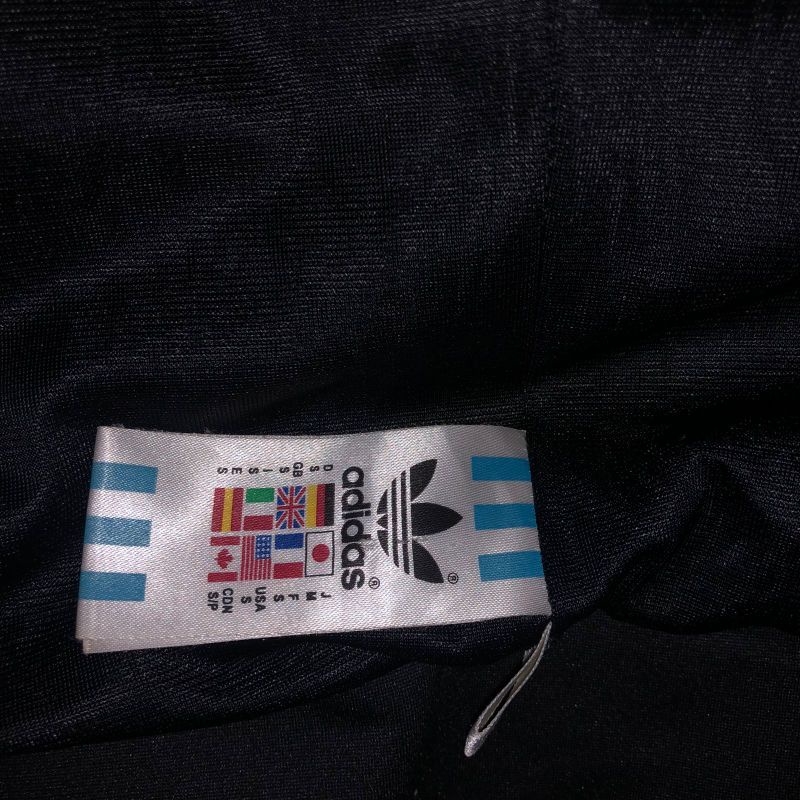 ®
adidas®
D J
S M
GB F
S S
I USA
S S
E CDN
S S/P